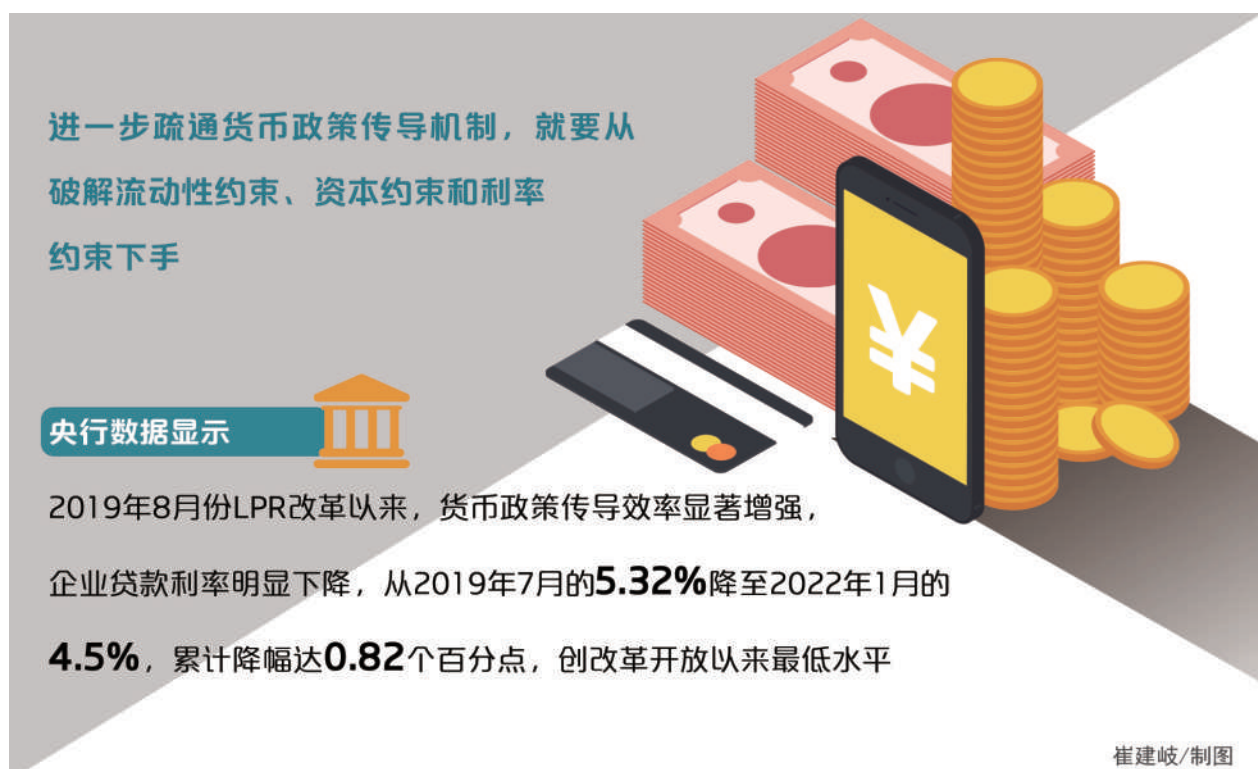 进一步疏通货币政策传导机制，就要从
破解流动性约束、资本约束和利率
约束下手
¥
央行数据显示
2019年8月份LPR改革以来，货币政策传导效率显著增强，
企业贷款利率明显下降，从2019年7月的5.32%降至2022年1月的
4.5%，累计降幅达0.82个百分点，创改革开放以来最低水平
崔建岐/制图